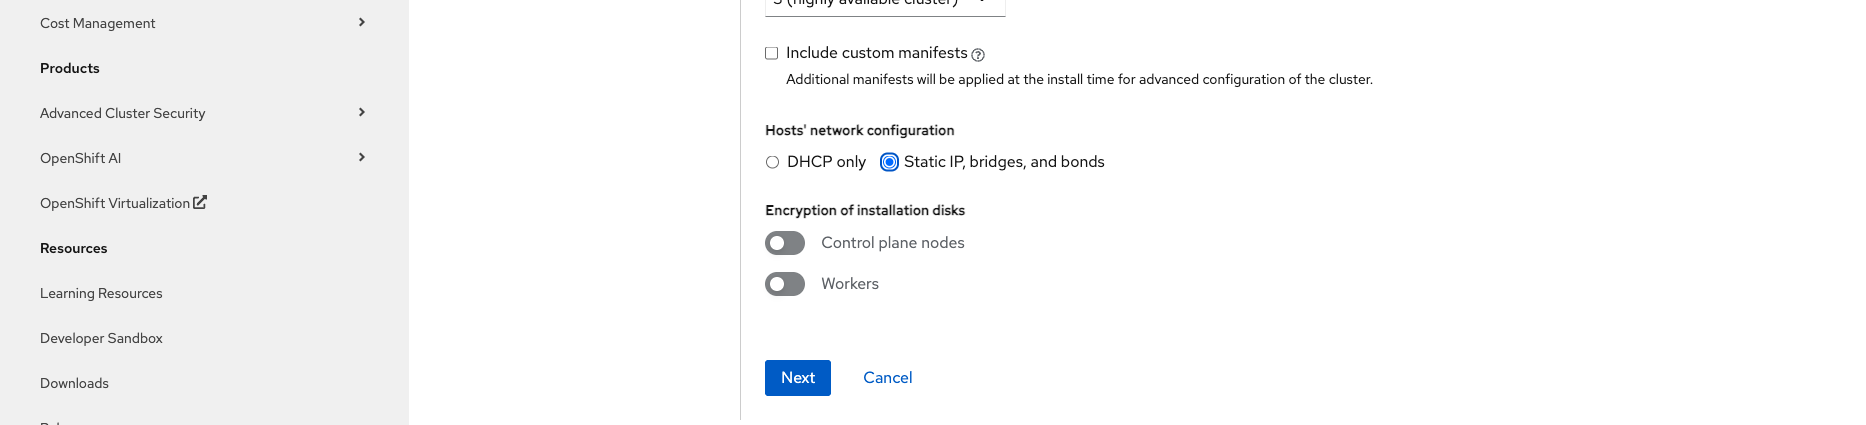 Cost Management
Products
Advanced Cluster Security
OpenShift AI
OpenShift Virtualization
Resources
Learning Resources
Developer Sandbox
Downloads
(highly available cluster)
Include custom manifests
Additional manifests will be applied at the install time for advanced configuration of the cluster.
Hosts' network configuration
DHCP only Static IP, bridges, and bonds
Encryption of installation disks
Control plane nodes
Workers
Next Cancel